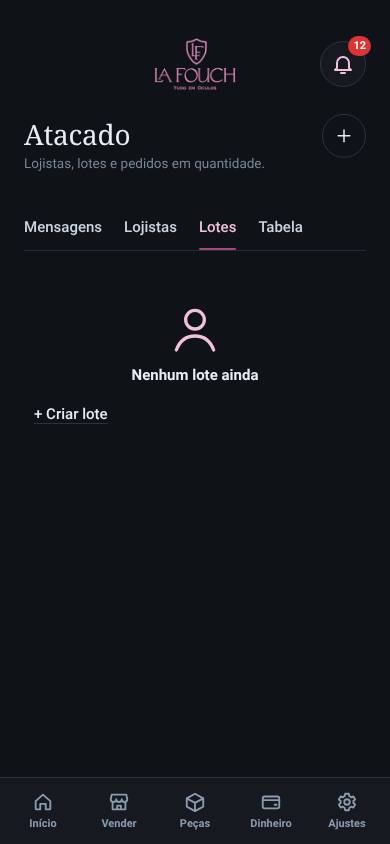 LF
LA FOUCH
TUDO EM ÓCULOS
12
Atacado
+
Lojistas, lotes e pedidos em quantidade.
Mensagens Lojistas Lotes Tabela
Nenhum lote ainda
+ Criar lote
Início Vender Peças Dinheiro Ajustes